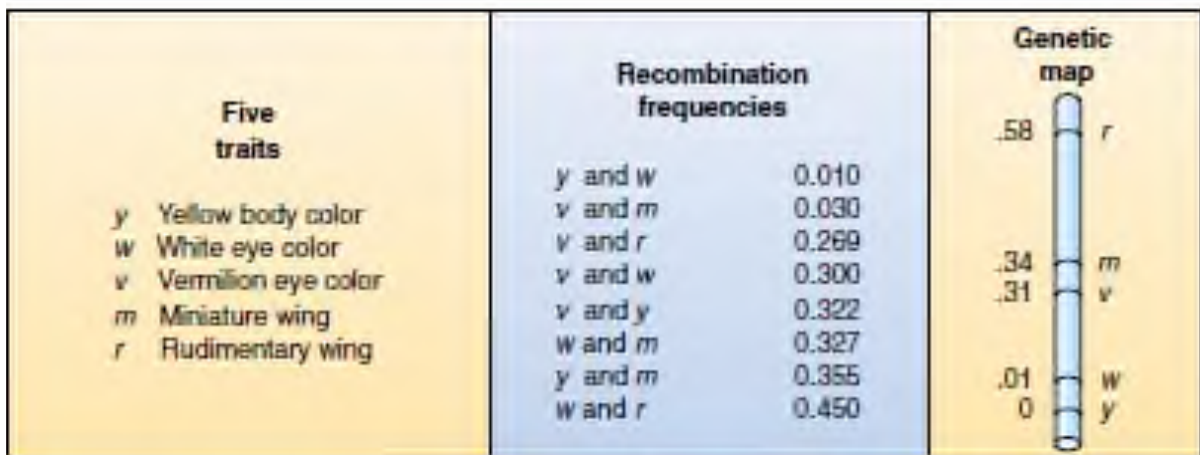 Five
traits
y Yellow body color
w White eye color
v Vermilion eye color
m Miniature wing
r Rudimentary wing
Recombination
frequencies
y and w 0.010
v and m 0.030
v and r 0.269
v and w 0.300
v and y 0.322
w and m 0.327
y and m 0.355
w and r 0.450
Genetic
map
.58 r
.34 m
.31 v
.01 w
0 y